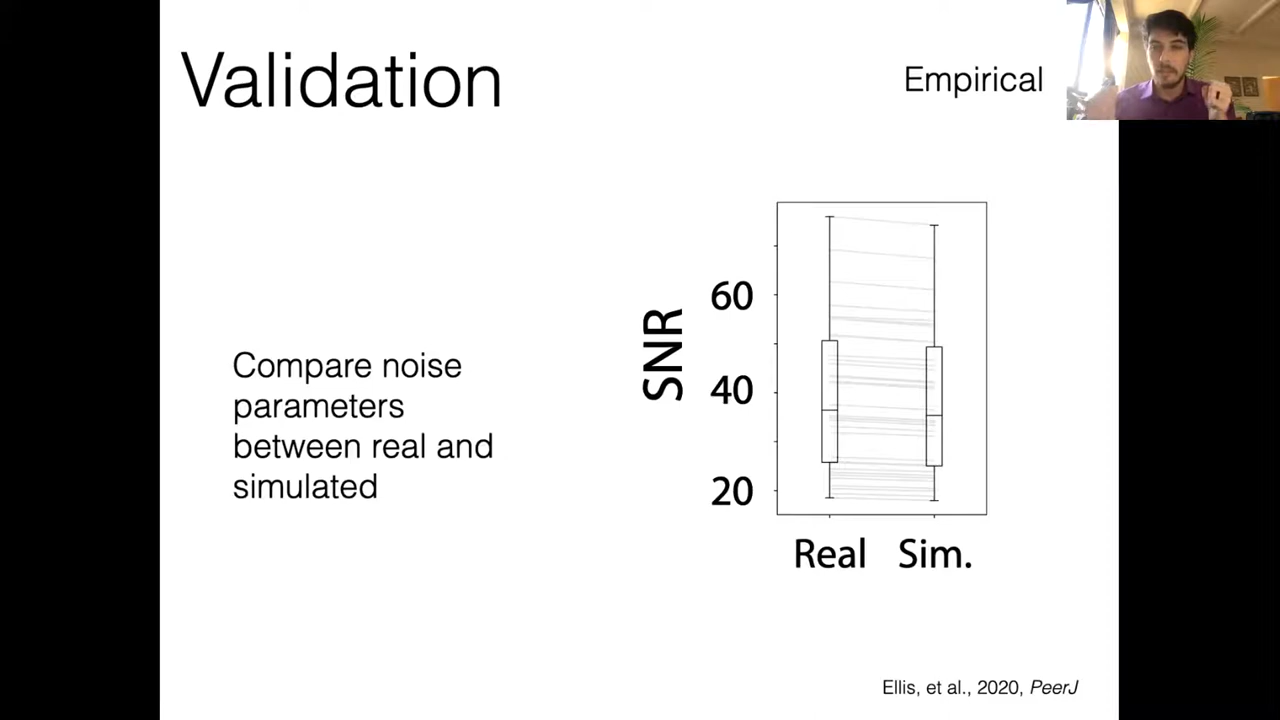 Validation
Empirical
Compare noise
parameters
between real and
simulated
SNR
60
40
20
Real Sim.
Ellis, et al., 2020, PeerJ